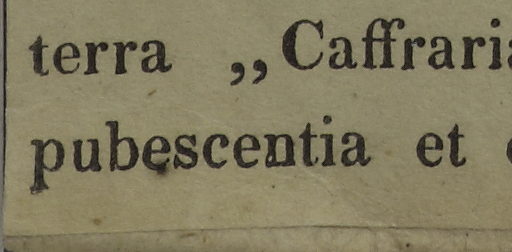 terra „Caffraria
pubescentia et